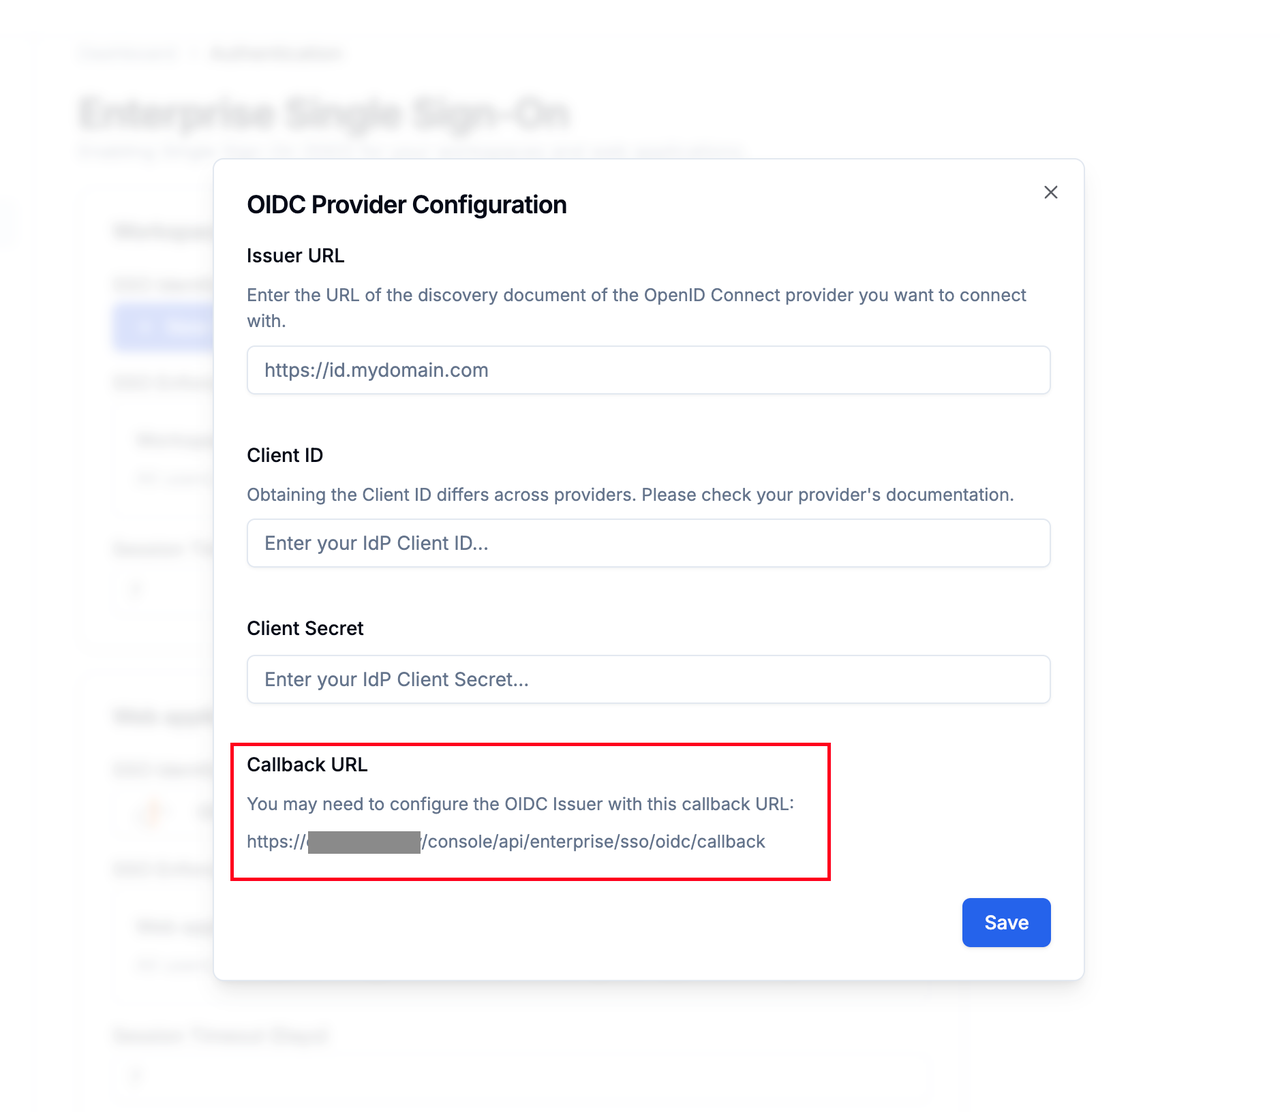 Enterprise Single Sign-On
OIDC Provider Configuration
Issuer URL
Enter the URL of the discovery document of the OpenID Connect provider you want to connect
with.
https://id.mydomain.com
Client ID
Obtaining the Client ID differs across providers. Please check your provider's documentation.
Enter your IdP Client ID...
Client Secret
Enter your IdP Client Secret...
Callback URL
You may need to configure the OIDC Issuer with this callback URL:
https:// /console/api/enterprise/sso/oidc/callback
Save